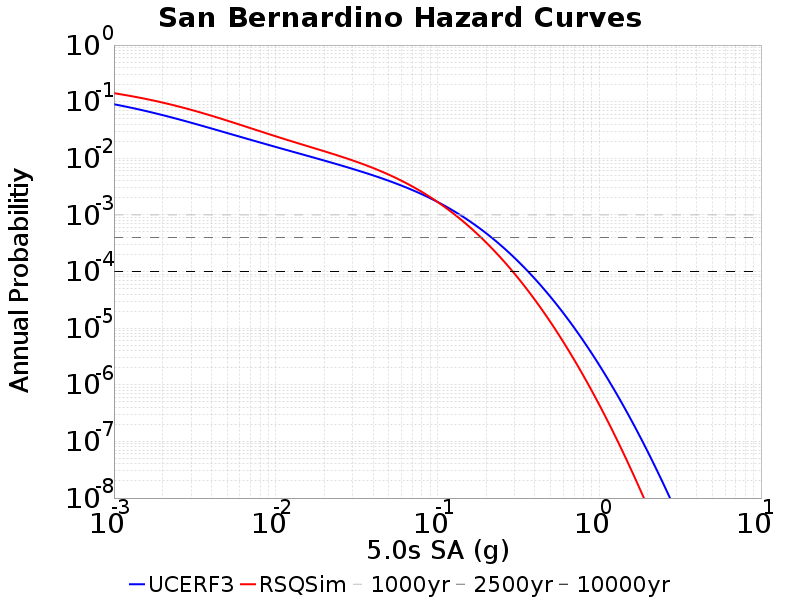 San Bernardino Hazard Curves
10^0
10^-1
10^-2
10^-3
10^-4
10^-5
10^-6
10^-7
10^-8
Annual Probabilitiy
10^-3 10^-2 10^-1 10^0 10^1
5.0s SA (g)
UCERF3 RSQSim 1000yr 2500yr 10000yr